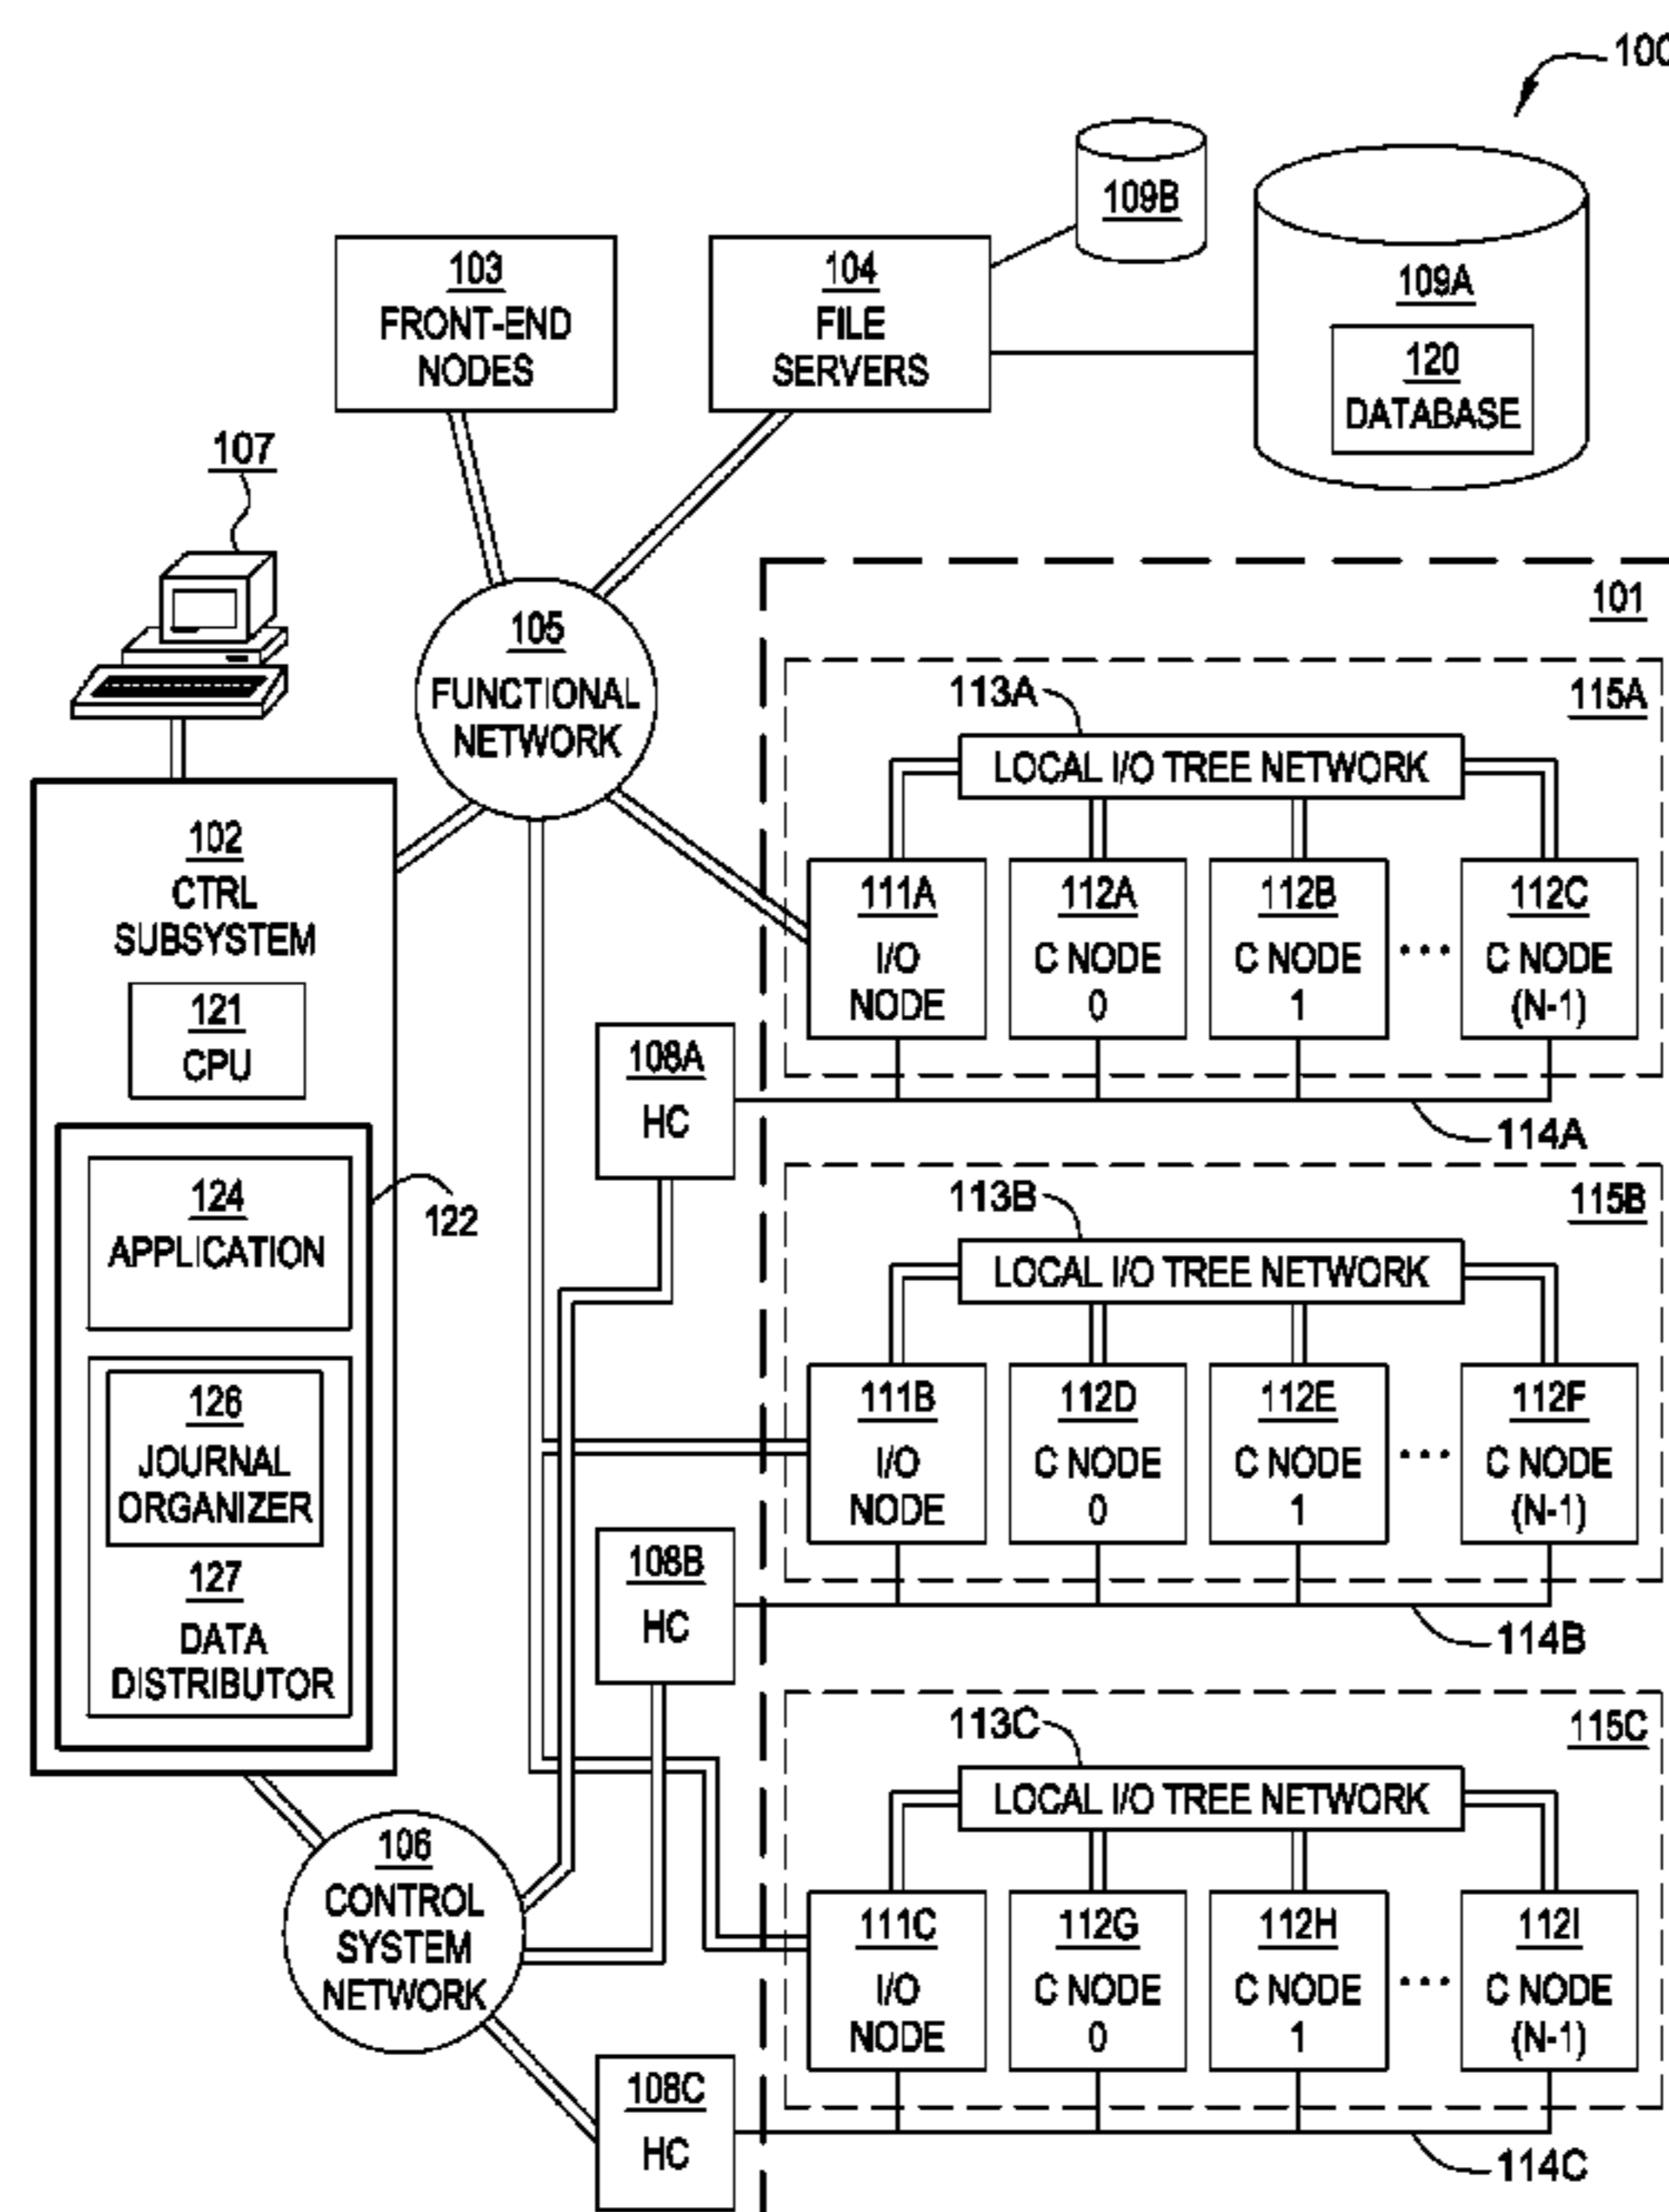 100
109B
103
FRONT-END
NODES
104
FILE
SERVERS
109A
120
DATABASE
107
105
FUNCTIONAL
NETWORK
101
115A
113A
LOCAL I/O TREE NETWORK
102
CTRL
SUBSYSTEM
111A
I/O
NODE
112A
C NODE
0
112B
C NODE
1
...
112C
C NODE
(N-1)
121
CPU
108A
HC
114A
124
APPLICATION
122
115B
113B
LOCAL I/O TREE NETWORK
111B
I/O
NODE
112D
C NODE
0
112E
C NODE
1
...
112F
C NODE
(N-1)
126
JOURNAL
ORGANIZER
127
DATA
DISTRIBUTOR
108B
HC
114B
115C
113C
LOCAL I/O TREE NETWORK
106
CONTROL
SYSTEM
NETWORK
111C
I/O
NODE
112G
C NODE
0
112H
C NODE
1
...
112I
C NODE
(N-1)
108C
HC
114C